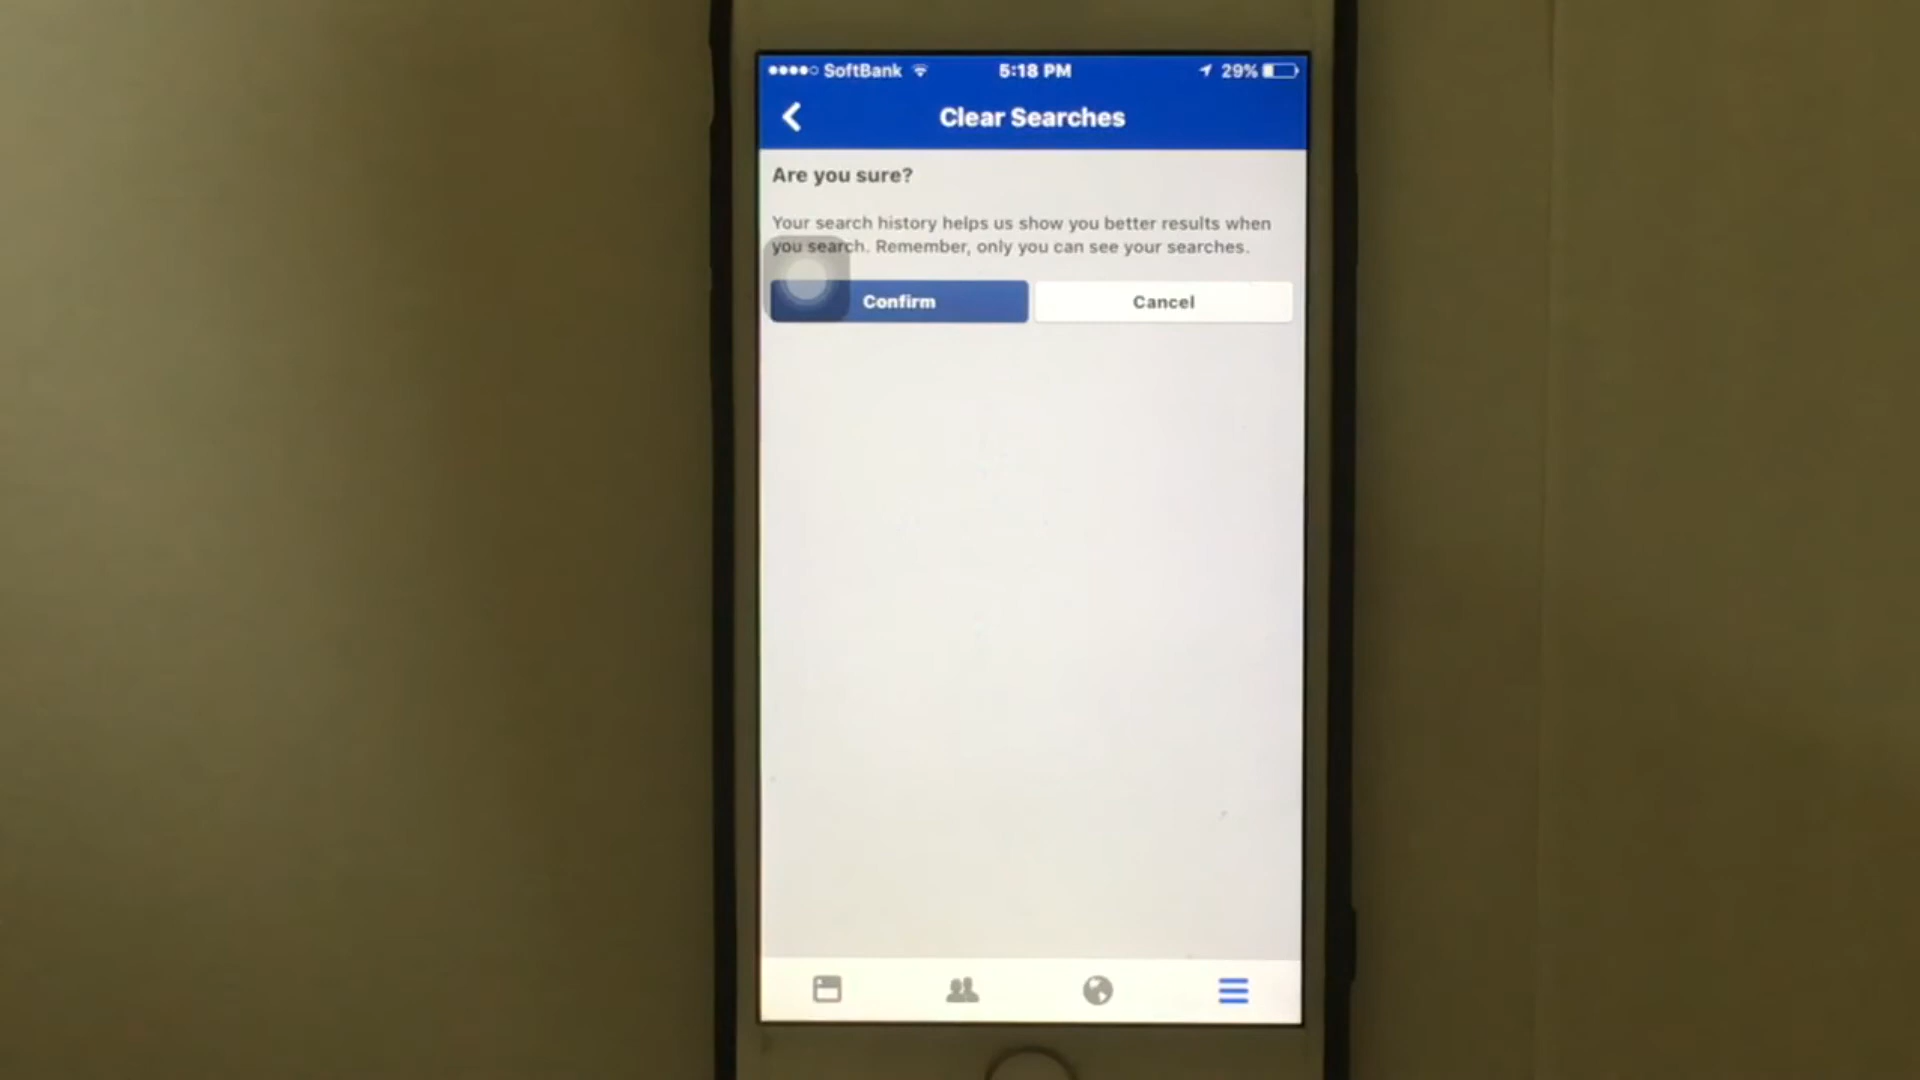 SoftBank 5:18 PM 29%
Clear Searches
Are you sure?
Your search history helps us show you better results when
you search. Remember, only you can see your searches.
Confirm Cancel